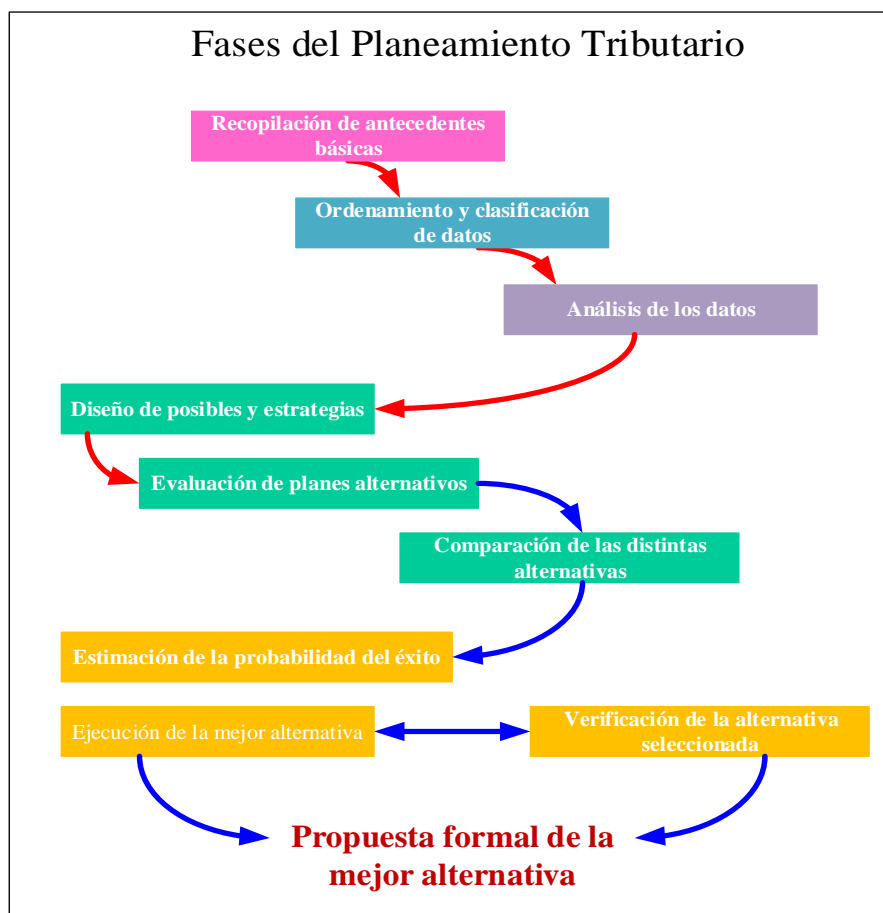 Fases del Planeamiento Tributario
Recopilación de antecedentes
básicas
Ordenamiento y clasificación
de datos
Análisis de los datos
Diseño de posibles y estrategias
Evaluación de planes alternativos
Comparación de las distintas
alternativas
Estimación de la probabilidad del éxito
Ejecución de la mejor alternativa
Verificación de la alternativa
seleccionada
Propuesta formal de la
mejor alternativa